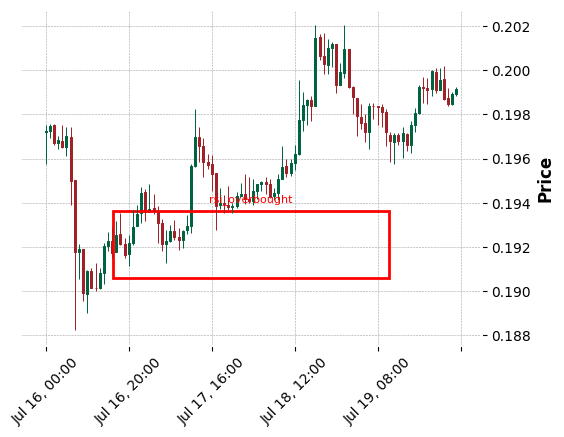 0.202
0.200
0.198
0.196
0.194
0.192
0.190
0.188
Price
rsi_overbought
Jul 16, 00:00
Jul 16, 20:00
Jul 17, 16:00
Jul 18, 12:00
Jul 19, 08:00